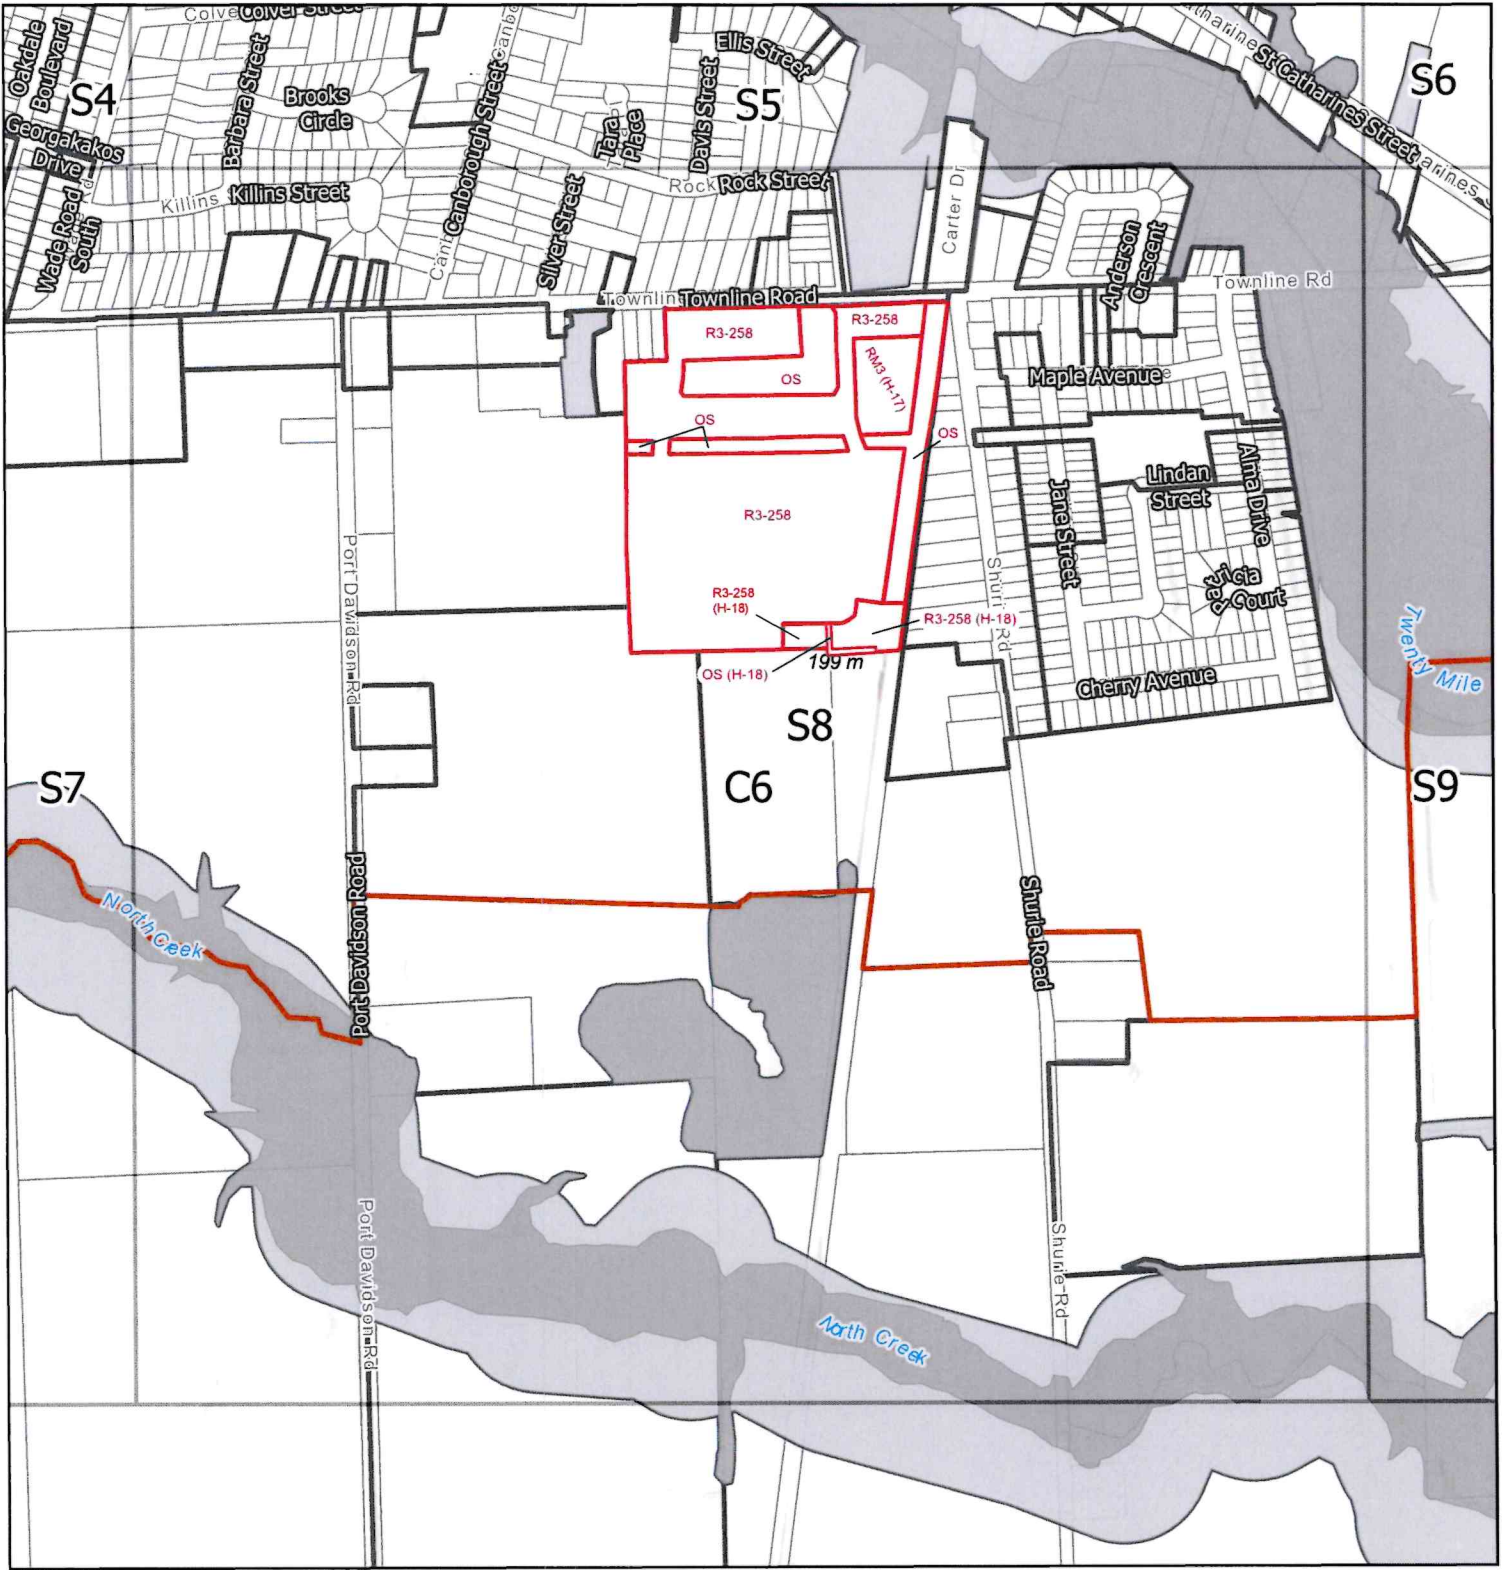 Colver Street
Oakdale
Boulevard
S4
Georgakakos
Drive
Wade Road
South
Barbara Street
Brooks
Circle
Killins
Killins Street
Canborough Street
Silver Street
Tara
Place
Davis Street
Ellis Street
S5
Rock
Rock Street
Carter Dr
St Catharines Street
S6
Anderson
Crescent
Townline Rd
Townline Road
R3-258
R3-258
OS
RM3 (H-17)
OS
OS
R3-258
R3-258
(H-18)
R3-258 (H-18)
OS (H-18)
199 m
Maple Avenue
Lindan
Street
Jane Street
Alma Drive
Patricia
Court
Cherry Avenue
Shurie Rd
Port Davidson Rd
Twenty Mile
S7
S8
C6
S9
North Creek
Port Davidson Road
Shurie Road
Port Davidson Rd
Shurie Rd
North Creek